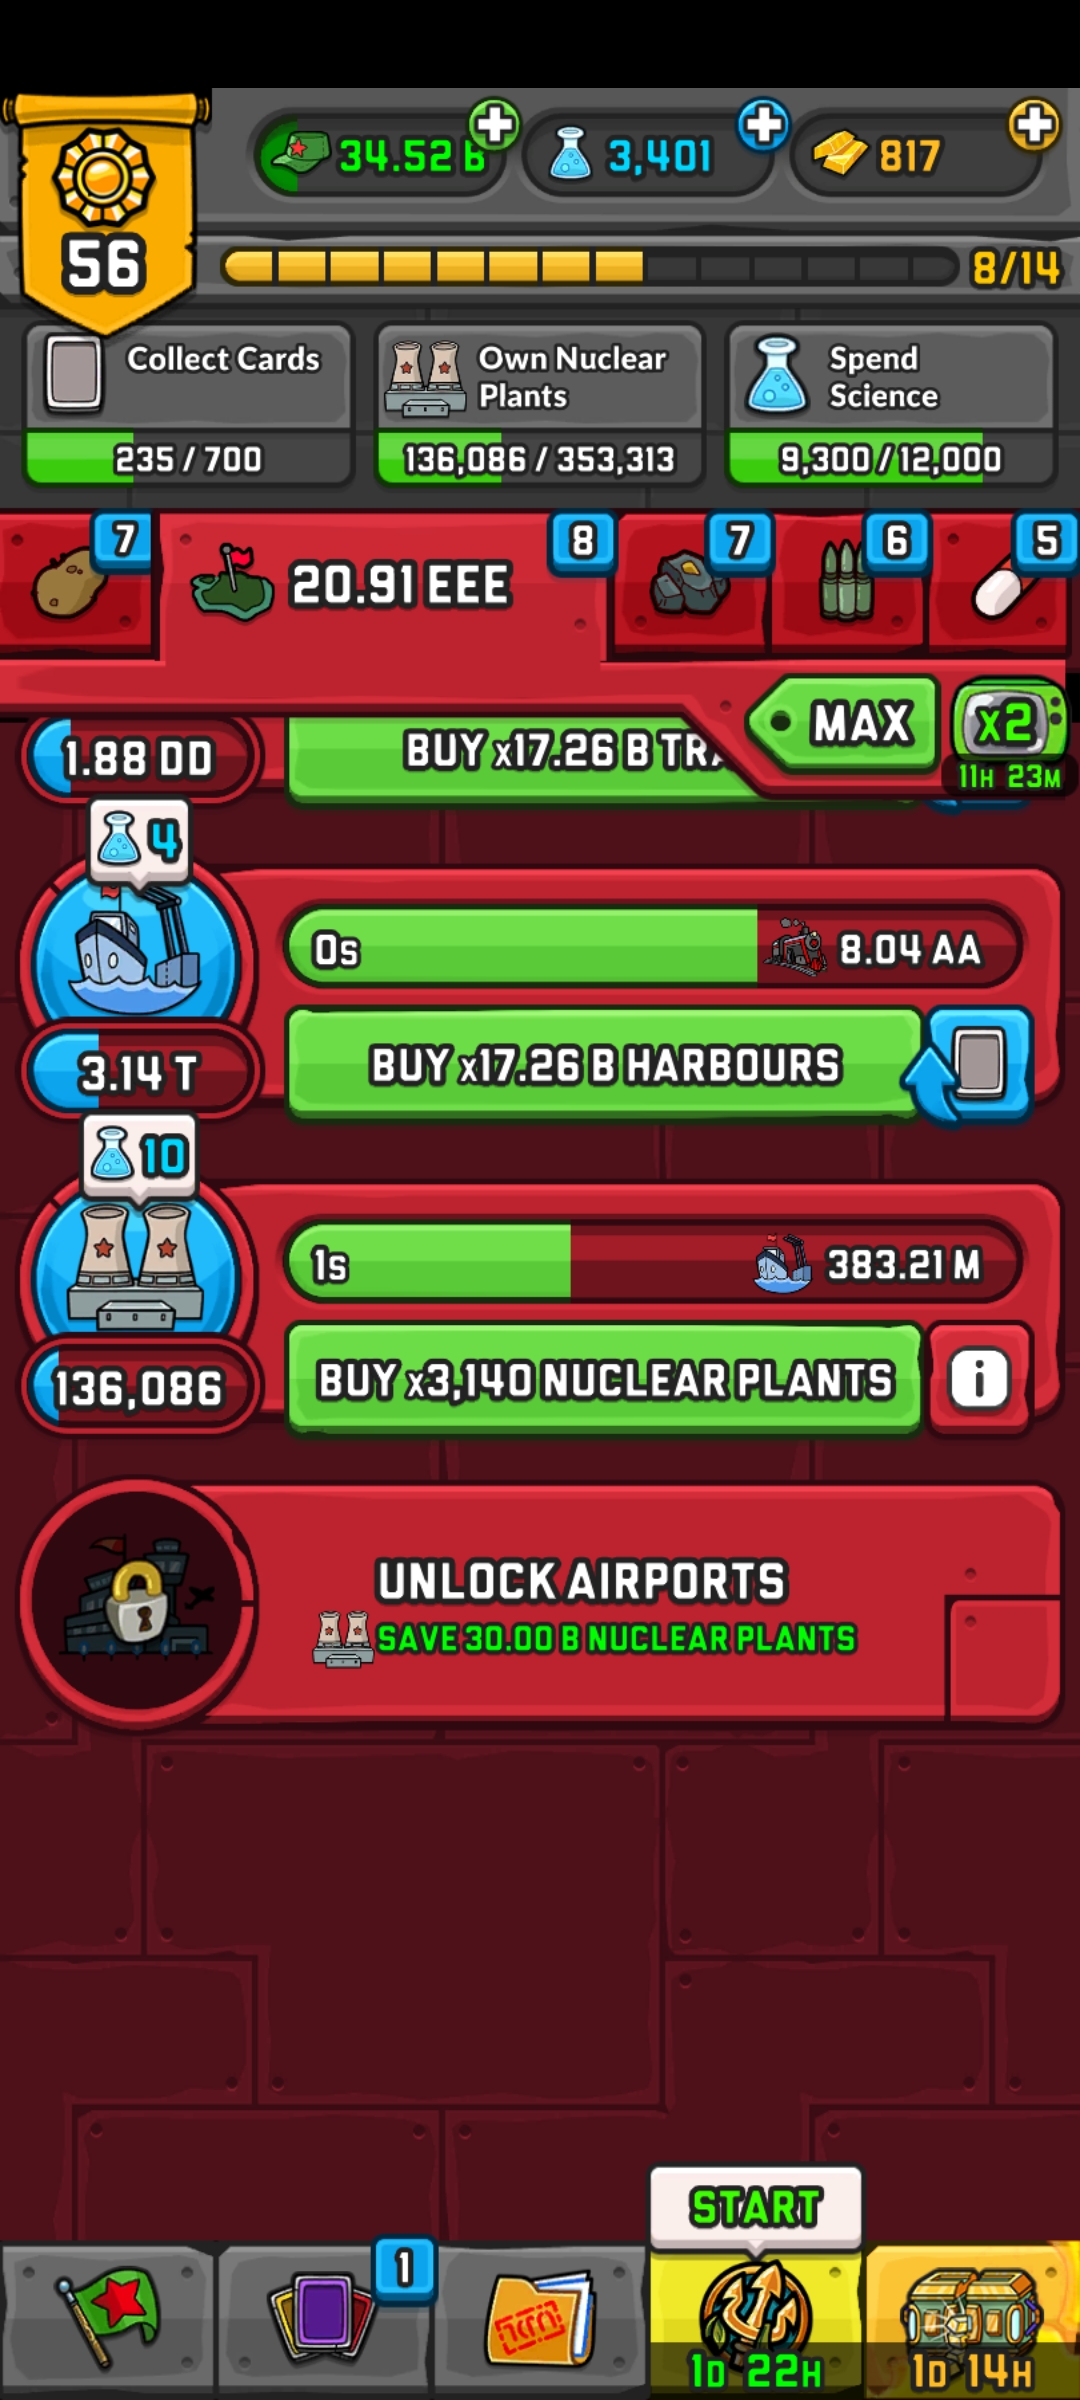 34.52 B
3,401
817
56
8/14
Collect Cards
235 / 700
Own Nuclear
Plants
136,086 / 353,313
Spend
Science
9,300 / 12,000
7
20.91 EEE
8
7
6
5
MAX
x2
11H 23M
1.88 DD
BUY x17.26 B
4
0s
8.04 AA
3.14 T
BUY x17.26 B HARBOURS
10
1s
383.21 M
136,086
BUY x3,140 NUCLEAR PLANTS
i
UNLOCK AIRPORTS
SAVE 30.00 B NUCLEAR PLANTS
START
1
1D 22H
1D 14H